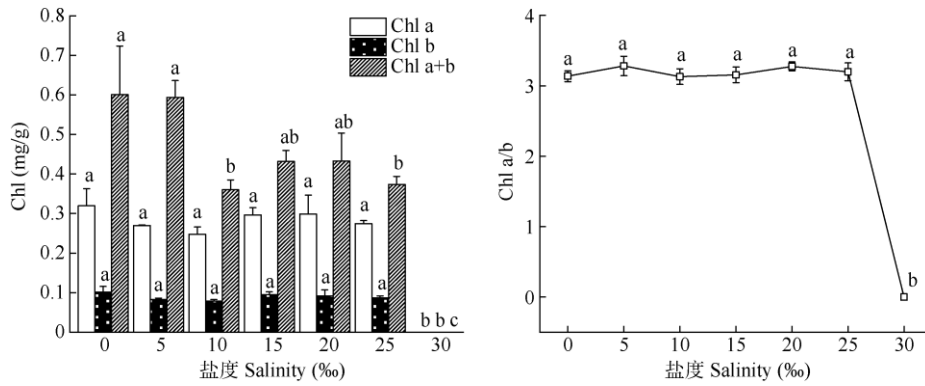 0.8
0.7
0.6
0.5
0.4
0.3
0.2
0.1
0
Chl (mg/g)
Chl a
Chl b
Chl a+b
a a a
a a a
a a b
a a ab
a a ab
a a b
b b c
0 5 10 15 20 25 30
盐度 Salinity (‰)
4
3
2
1
0
Chl a/b
a a a a a a b
0 5 10 15 20 25 30
盐度 Salinity (‰)